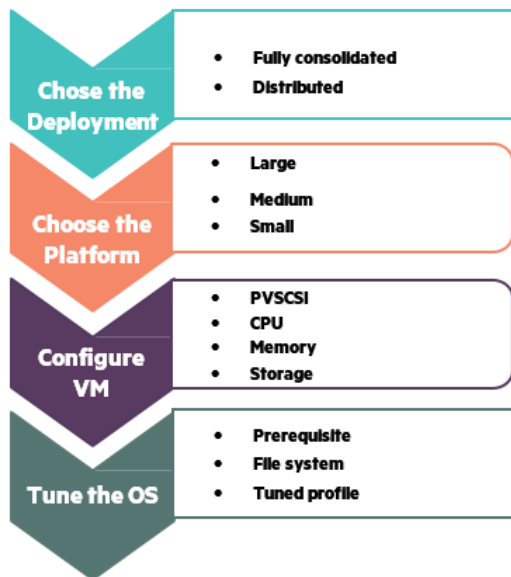 Chose the
Deployment
• Fully consolidated
• Distributed
Choose the
Platform
• Large
• Medium
• Small
Configure
VM
• PVSCSI
• CPU
• Memory
• Storage
Tune the OS
• Prerequisite
• File system
• Tuned profile